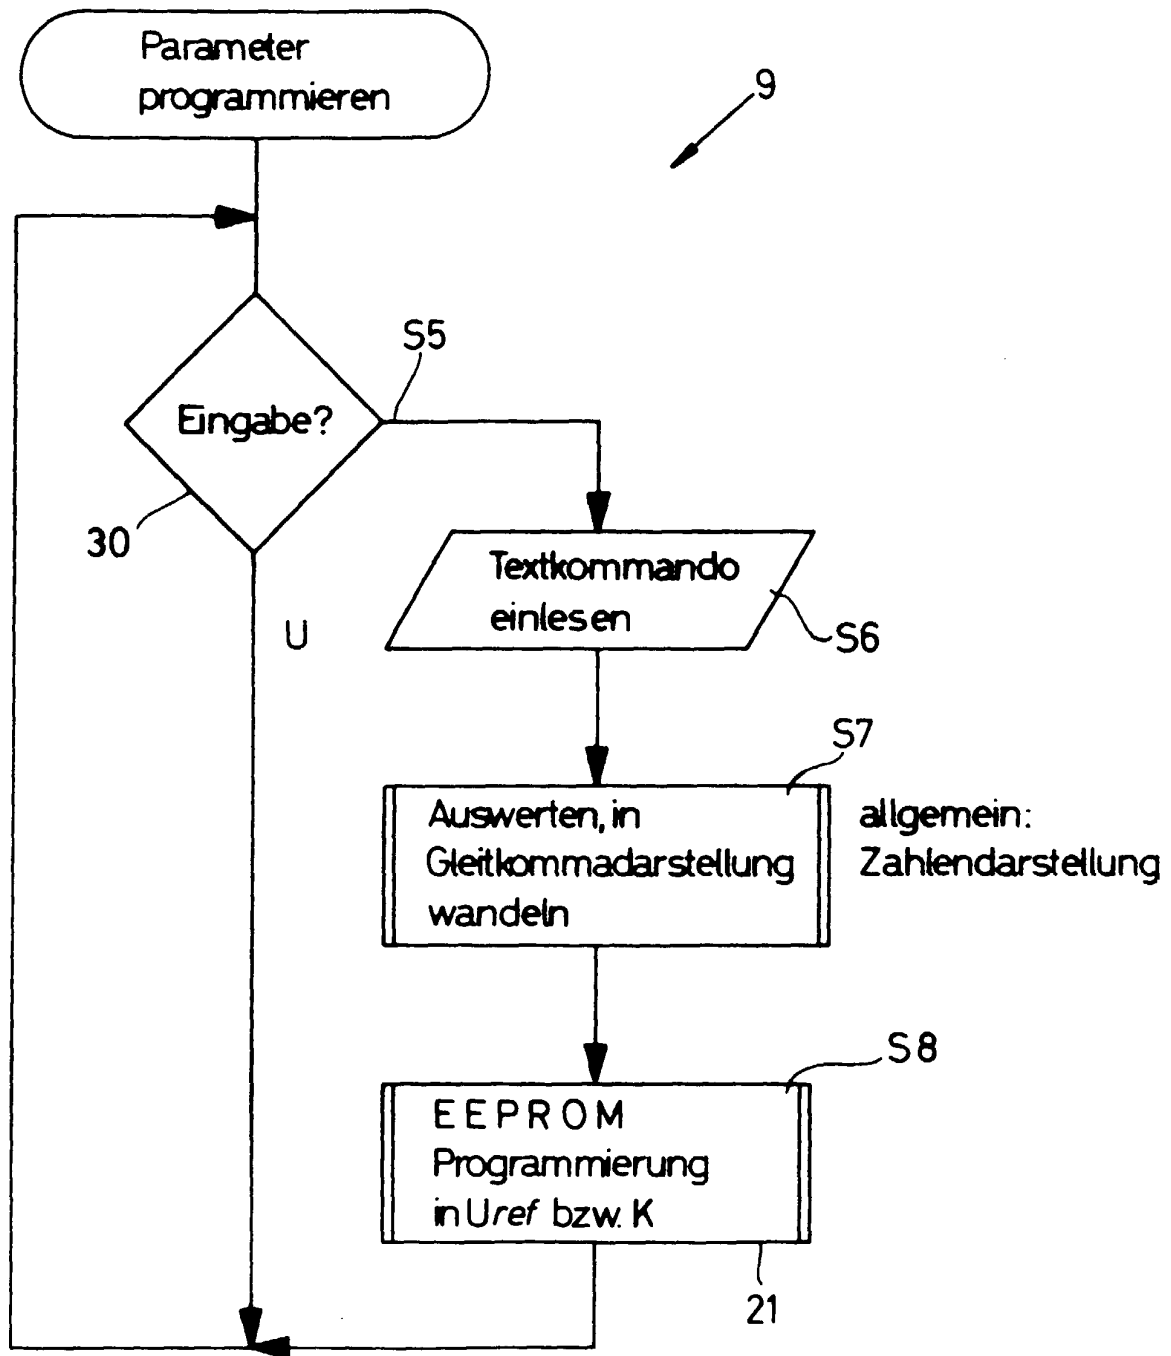 Parameter
programmieren
9
S5
Eingabe?
30
Textkommando
einlesen
S6
U
S7
Auswerten, in
Gleitkommadarstellung
wandeln
allgemein:
Zahlendarstellung
S8
EEPROM
Programmierung
in Uref bzw. K
21